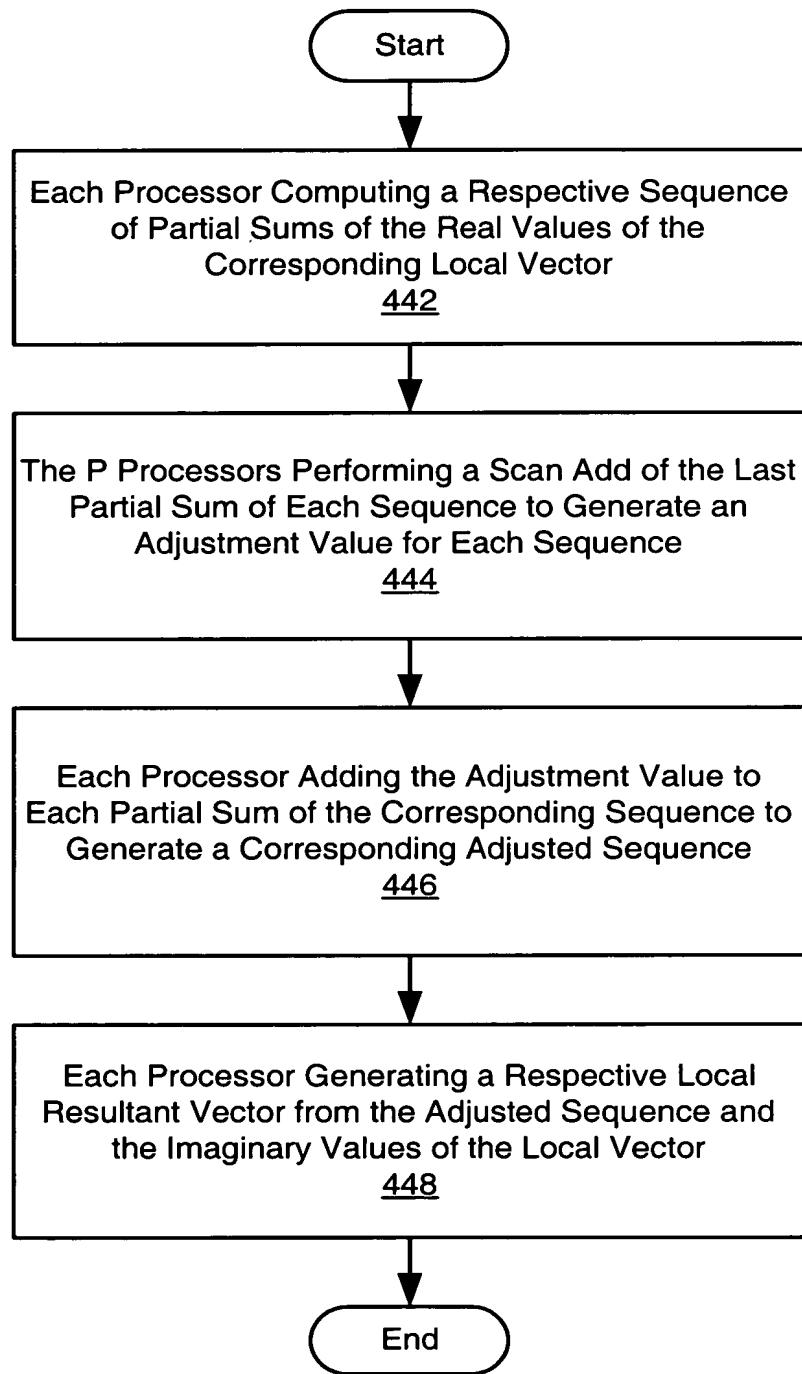 Start
Each Processor Computing a Respective Sequence
of Partial Sums of the Real Values of the
Corresponding Local Vector
442
The P Processors Performing a Scan Add of the Last
Partial Sum of Each Sequence to Generate an
Adjustment Value for Each Sequence
444
Each Processor Adding the Adjustment Value to
Each Partial Sum of the Corresponding Sequence to
Generate a Corresponding Adjusted Sequence
446
Each Processor Generating a Respective Local
Resultant Vector from the Adjusted Sequence and
the Imaginary Values of the Local Vector
448
End